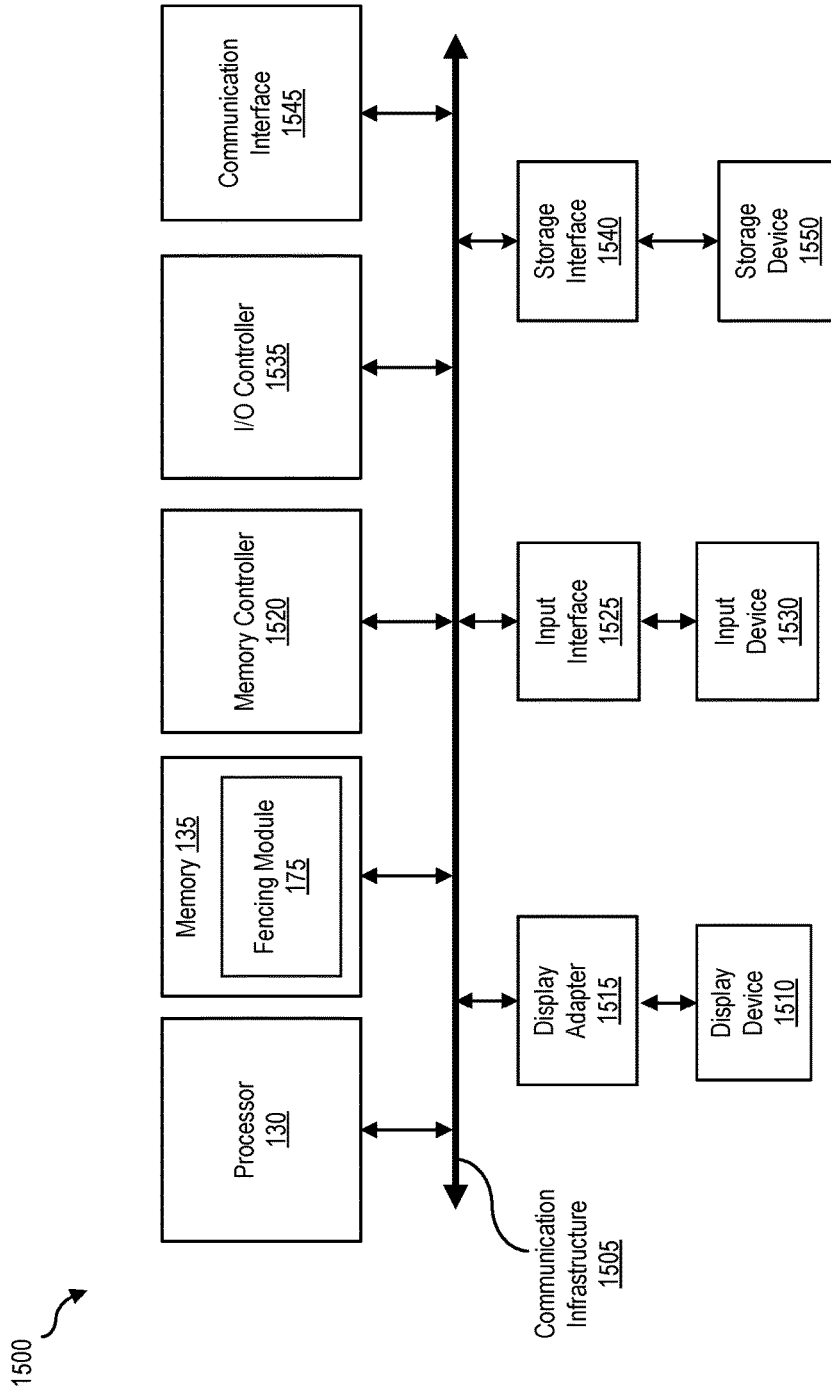 1500
Processor
130
Memory 135
Fencing Module
175
Memory Controller
1520
I/O Controller
1535
Communication
Interface
1545
Communication
Infrastructure
1505
Display
Adapter
1515
Input
Interface
1525
Storage
Interface
1540
Display
Device
1510
Input
Device
1530
Storage
Device
1550